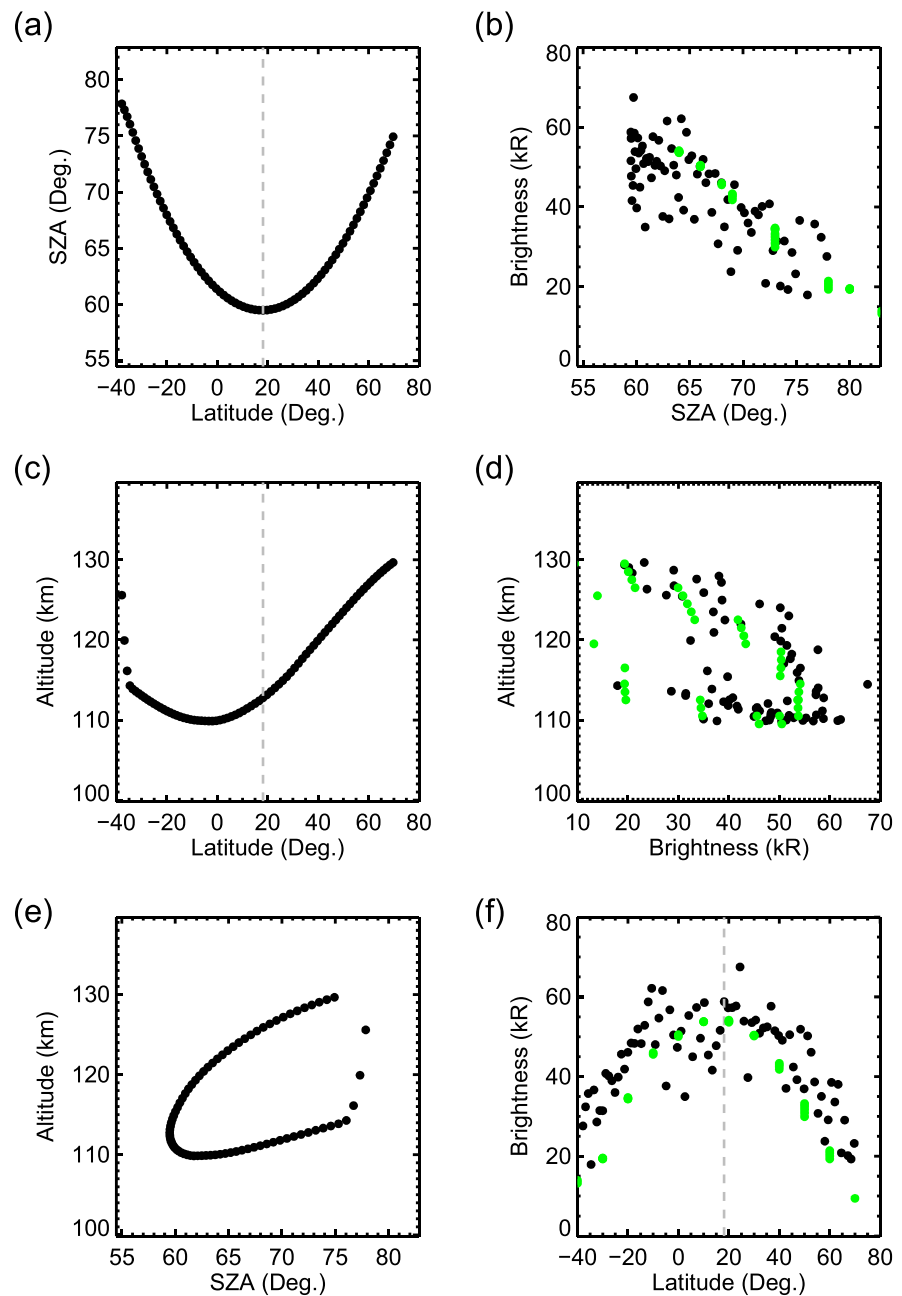 (a)
(b)
80
75
70
65
60
55
SZA (Deg.)
−40 −20 0 20 40 60 80
Latitude (Deg.)
80
60
40
20
0
Brightness (kR)
55 60 65 70 75 80
SZA (Deg.)
(c)
(d)
130
120
110
100
Altitude (km)
−40 −20 0 20 40 60 80
Latitude (Deg.)
130
120
110
100
Altitude (km)
10 20 30 40 50 60 70
Brightness (kR)
(e)
(f)
130
120
110
100
Altitude (km)
55 60 65 70 75 80
SZA (Deg.)
80
60
40
20
0
Brightness (kR)
−40 −20 0 20 40 60 80
Latitude (Deg.)